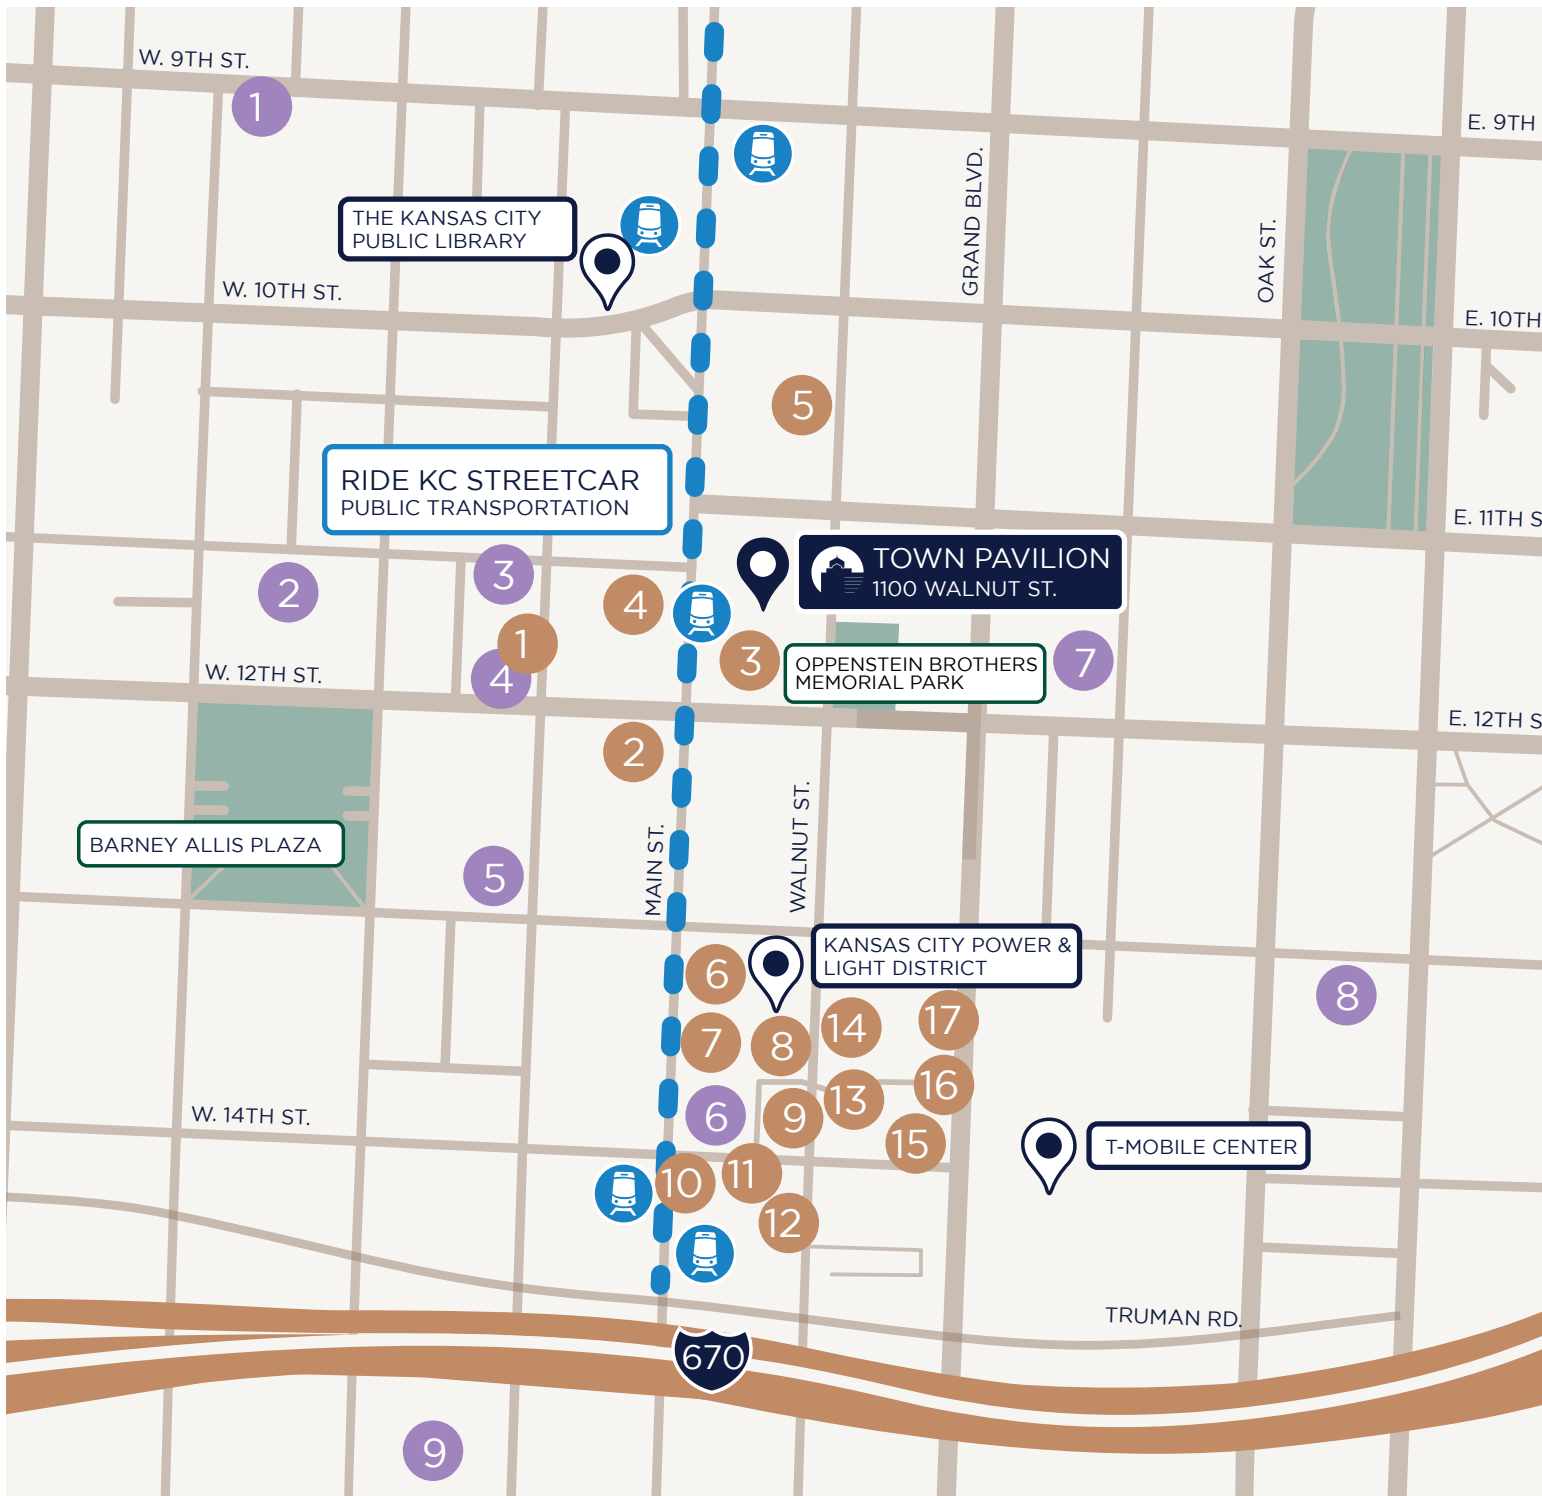 W. 9TH ST.
1
E. 9TH
THE KANSAS CITY
PUBLIC LIBRARY
GRAND BLVD.
OAK ST.
W. 10TH ST.
E. 10TH
5
RIDE KC STREETCAR
PUBLIC TRANSPORTATION
E. 11TH S
TOWN PAVILION
1100 WALNUT ST.
2
3
4
1
4
3
OPPENSTEIN BROTHERS
MEMORIAL PARK
7
W. 12TH ST.
E. 12TH S
2
BARNEY ALLIS PLAZA
MAIN ST.
WALNUT ST.
5
KANSAS CITY POWER &
LIGHT DISTRICT
6
8
7
8
14
17
W. 14TH ST.
6
9
13
16
15
T-MOBILE CENTER
10
11
12
TRUMAN RD.
670
9